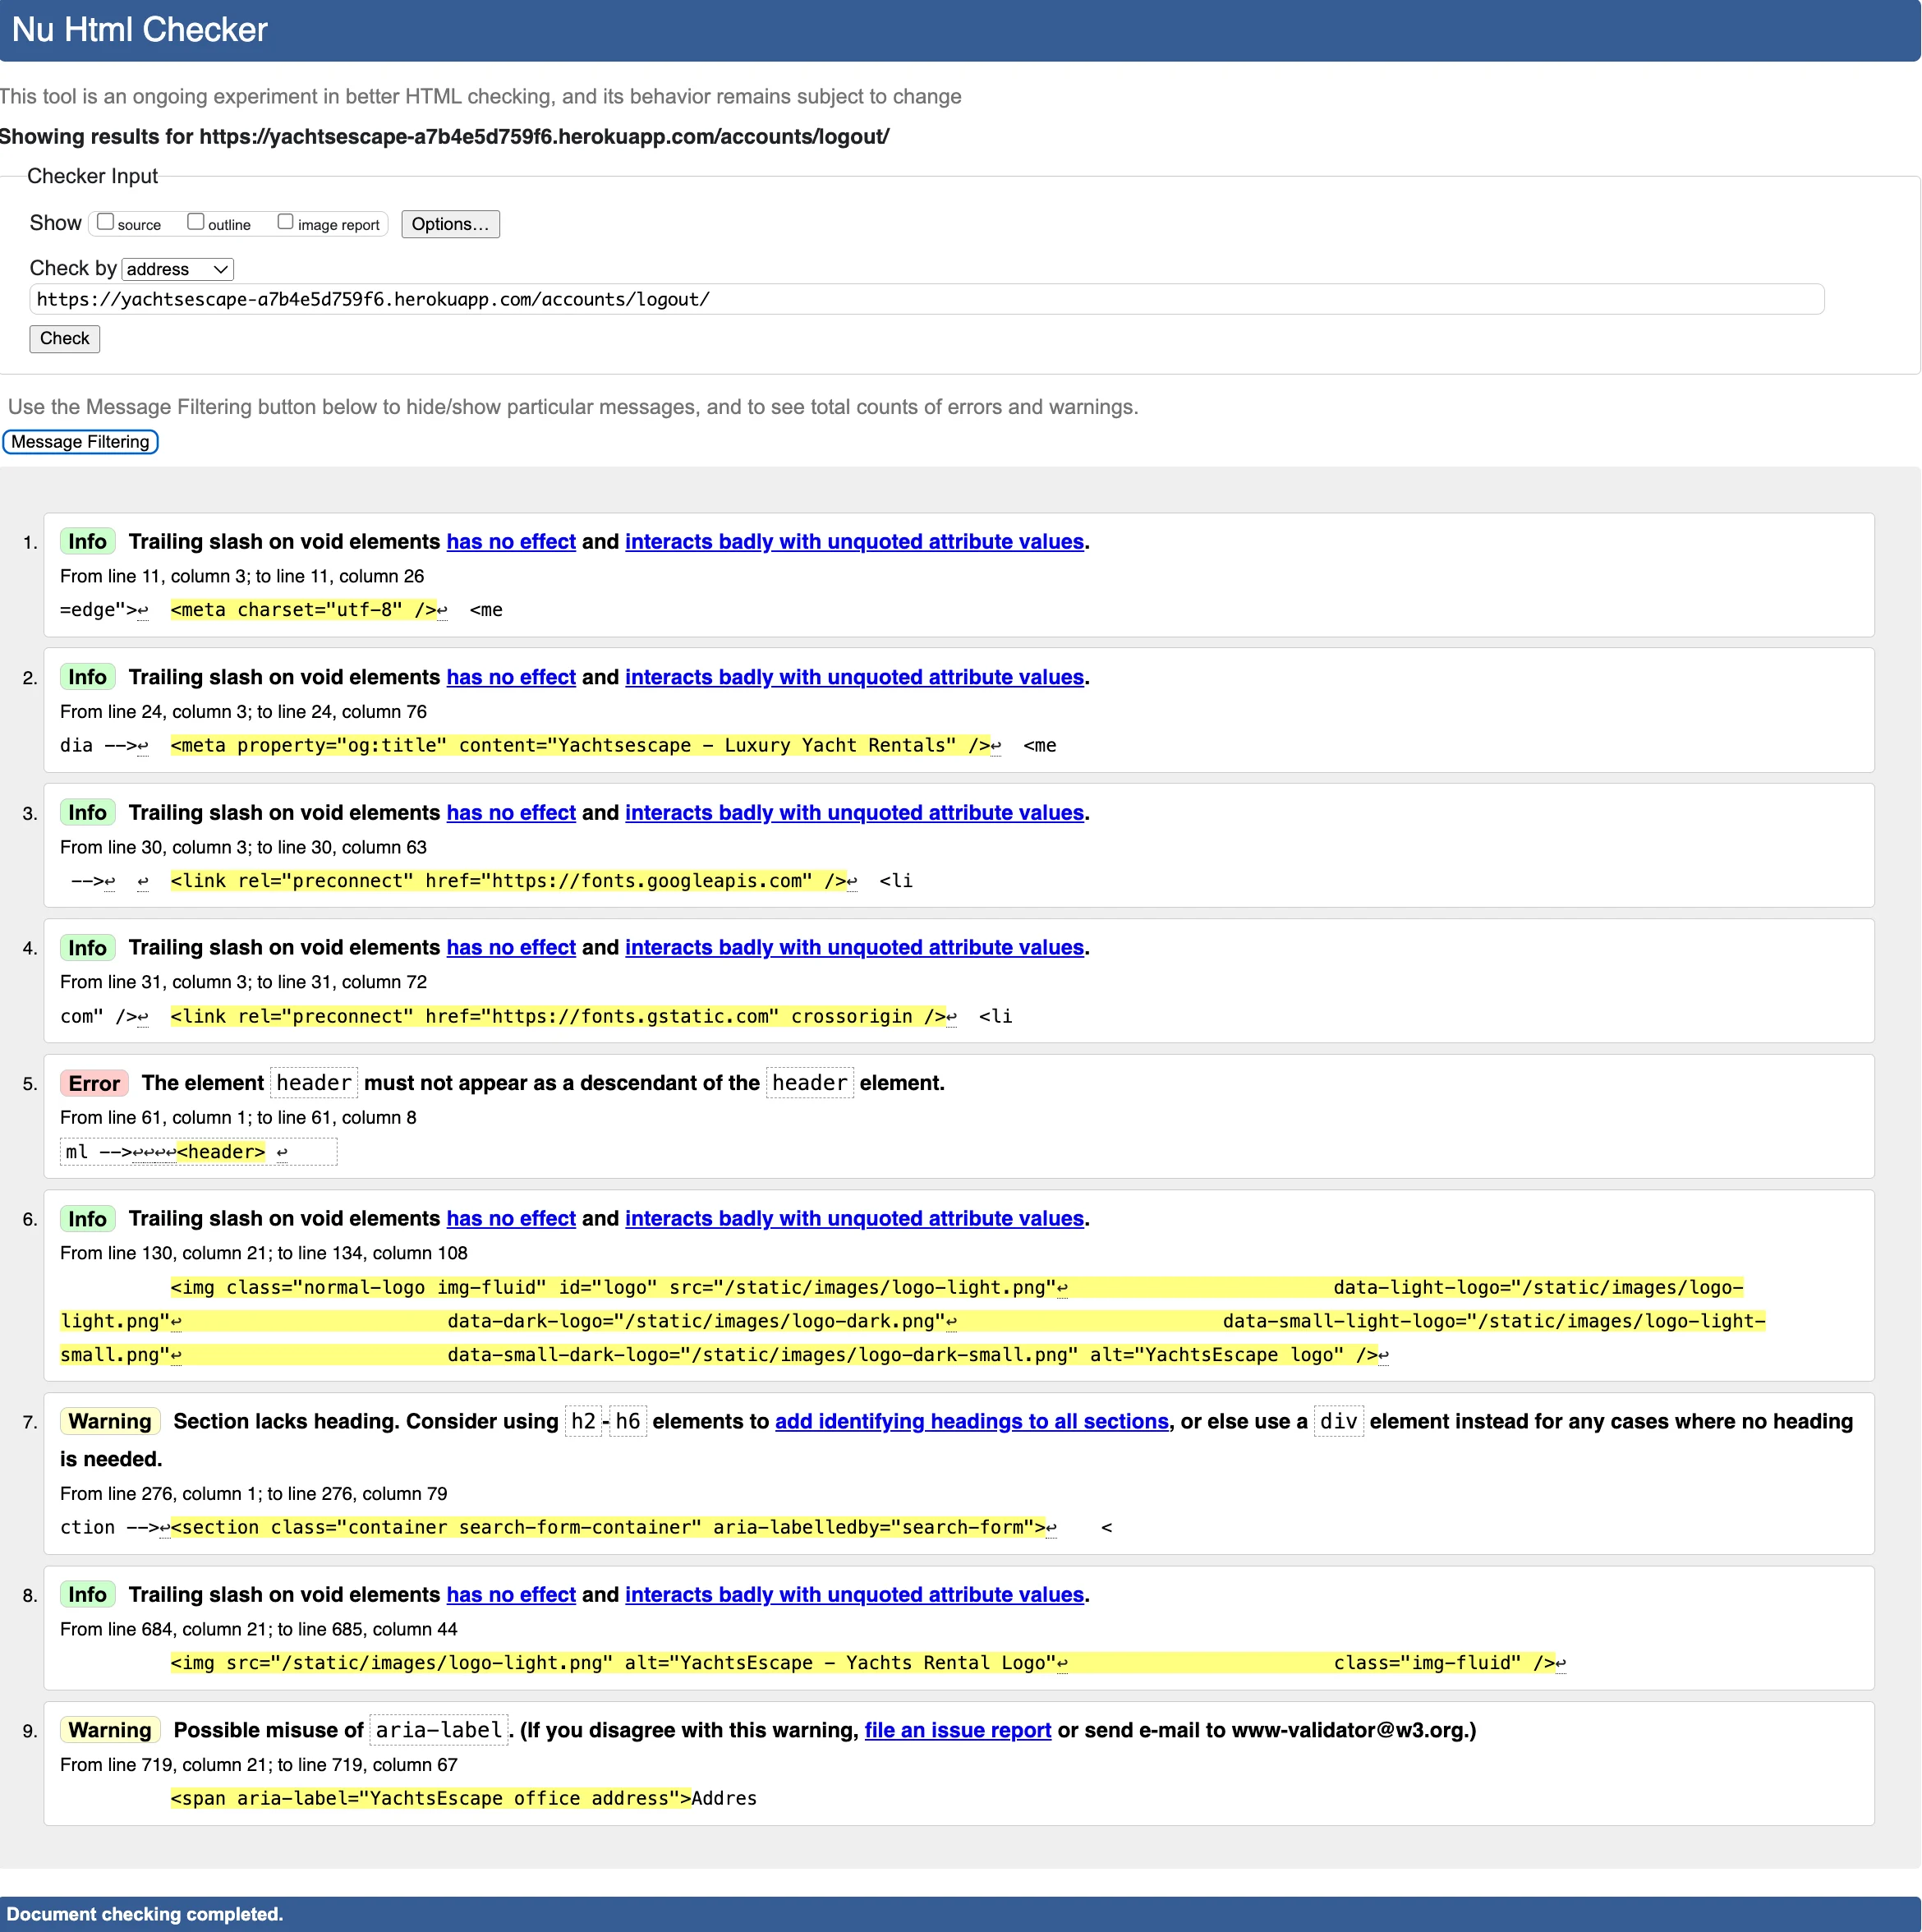 Nu Html Checker
This tool is an ongoing experiment in better HTML checking, and its behavior remains subject to change
Showing results for https://yachtsescape-a7b4e5d759f6.herokuapp.com/accounts/logout/
Checker Input
Show source outline image report Options...
Check by address
https://yachtsescape-a7b4e5d759f6.herokuapp.com/accounts/logout/
Check
Use the Message Filtering button below to hide/show particular messages, and to see total counts of errors and warnings.
Message Filtering
1. Info Trailing slash on void elements has no effect and interacts badly with unquoted attribute values.
From line 11, column 3; to line 11, column 26
=edge">↩ <meta charset="utf-8" />↩ <me
2. Info Trailing slash on void elements has no effect and interacts badly with unquoted attribute values.
From line 24, column 3; to line 24, column 76
dia -->↩ <meta property="og:title" content="Yachtsescape - Luxury Yacht Rentals" />↩ <me
3. Info Trailing slash on void elements has no effect and interacts badly with unquoted attribute values.
From line 30, column 3; to line 30, column 63
-->↩ ↩ <link rel="preconnect" href="https://fonts.googleapis.com" />↩ <li
4. Info Trailing slash on void elements has no effect and interacts badly with unquoted attribute values.
From line 31, column 3; to line 31, column 72
com" />↩ <link rel="preconnect" href="https://fonts.gstatic.com" crossorigin />↩ <li
5. Error The element header must not appear as a descendant of the header element.
From line 61, column 1; to line 61, column 8
ml -->↩↩↩↩<header> ↩
6. Info Trailing slash on void elements has no effect and interacts badly with unquoted attribute values.
From line 130, column 21; to line 134, column 108
<img class="normal-logo img-fluid" id="logo" src="/static/images/logo-light.png"↩ data-light-logo="/static/images/logo-
light.png"↩ data-dark-logo="/static/images/logo-dark.png"↩ data-small-light-logo="/static/images/logo-light-
small.png"↩ data-small-dark-logo="/static/images/logo-dark-small.png" alt="YachtsEscape logo" />↩
7. Warning Section lacks heading. Consider using h2-h6 elements to add identifying headings to all sections, or else use a div element instead for any cases where no heading
is needed.
From line 276, column 1; to line 276, column 79
ction -->↩<section class="container search-form-container" aria-labelledby="search-form">↩ <
8. Info Trailing slash on void elements has no effect and interacts badly with unquoted attribute values.
From line 684, column 21; to line 685, column 44
<img src="/static/images/logo-light.png" alt="YachtsEscape - Yachts Rental Logo"↩ class="img-fluid" />↩
9. Warning Possible misuse of aria-label. (If you disagree with this warning, file an issue report or send e-mail to www-validator@w3.org.)
From line 719, column 21; to line 719, column 67
<span aria-label="YachtsEscape office address">Addres
Document checking completed.